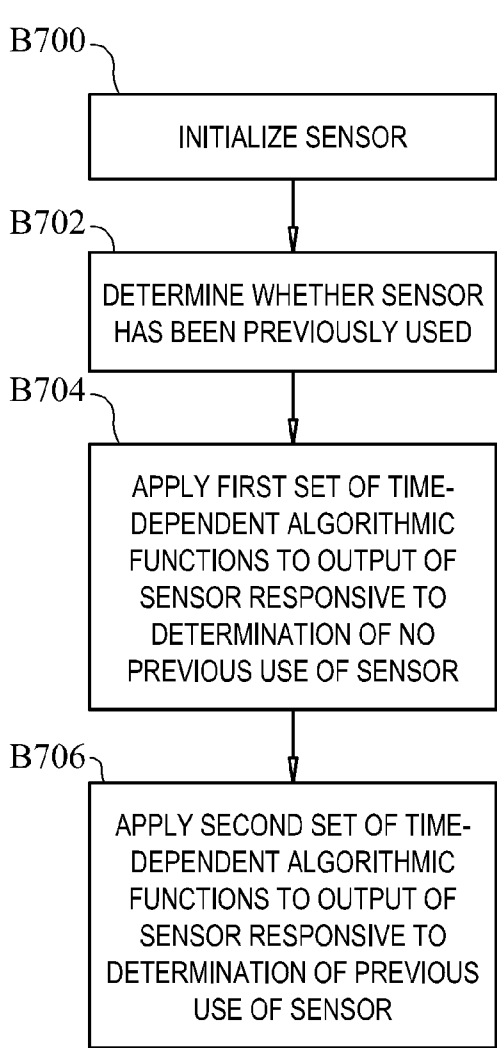 B700
INITIALIZE SENSOR
B702
DETERMINE WHETHER SENSOR
HAS BEEN PREVIOUSLY USED
B704
APPLY FIRST SET OF TIME-
DEPENDENT ALGORITHMIC
FUNCTIONS TO OUTPUT OF
SENSOR RESPONSIVE TO
DETERMINATION OF NO
PREVIOUS USE OF SENSOR
B706
APPLY SECOND SET OF TIME-
DEPENDENT ALGORITHMIC
FUNCTIONS TO OUTPUT OF
SENSOR RESPONSIVE TO
DETERMINATION OF PREVIOUS
USE OF SENSOR